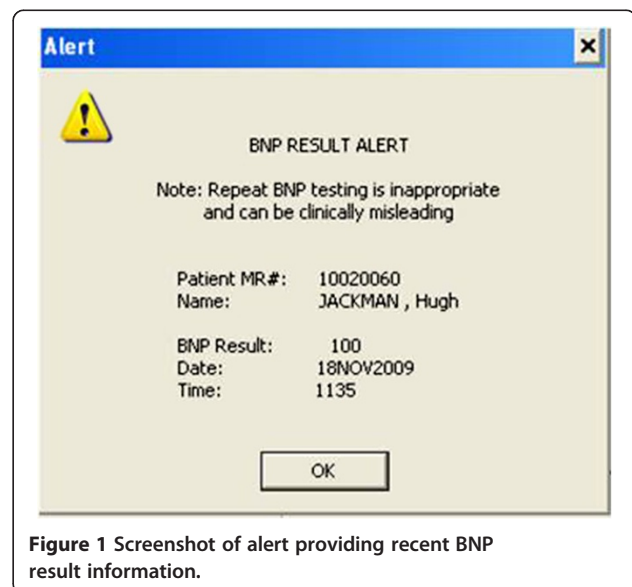 Alert
BNP RESULT ALERT
Note: Repeat BNP testing is inappropriate
and can be clinically misleading
Patient MR#: 10020060
Name: JACKMAN , Hugh
BNP Result: 100
Date: 18NOV2009
Time: 1135
OK
Figure 1 Screenshot of alert providing recent BNP
result information.